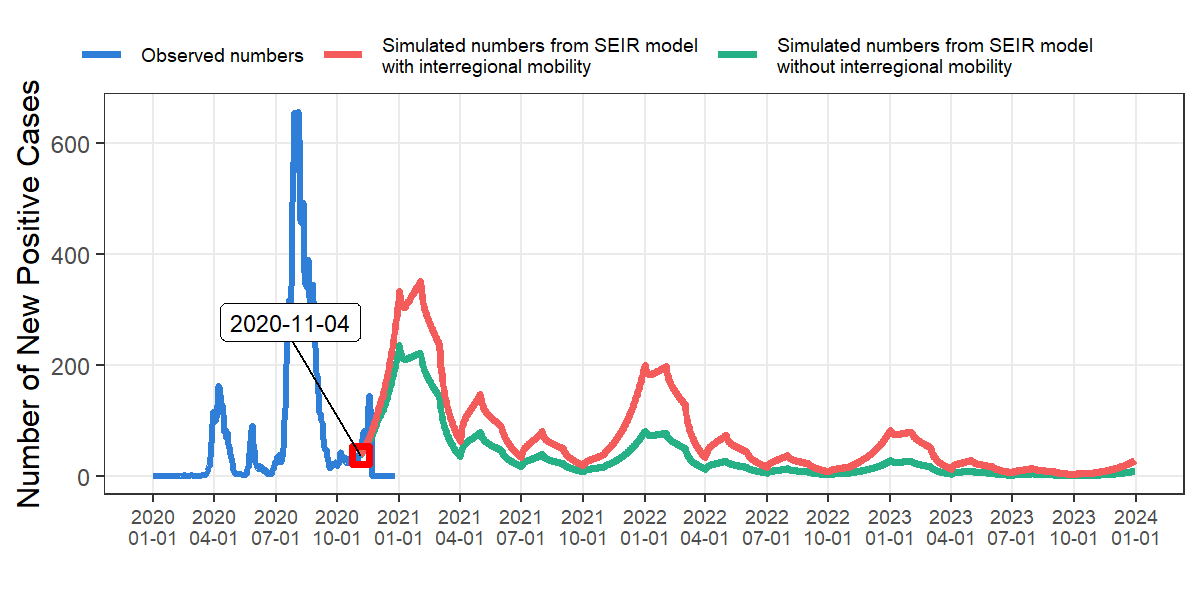 Observed numbers
Simulated numbers from SEIR model
with interregional mobility
Simulated numbers from SEIR model
without interregional mobility
Number of New Positive Cases
600
400
200
0
2020-11-04
2020 2020 2020 2020 2021 2021 2021 2021 2022 2022 2022 2022 2023 2023 2023 2023 2024
01-01 04-01 07-01 10-01 01-01 04-01 07-01 10-01 01-01 04-01 07-01 10-01 01-01 04-01 07-01 10-01 01-01